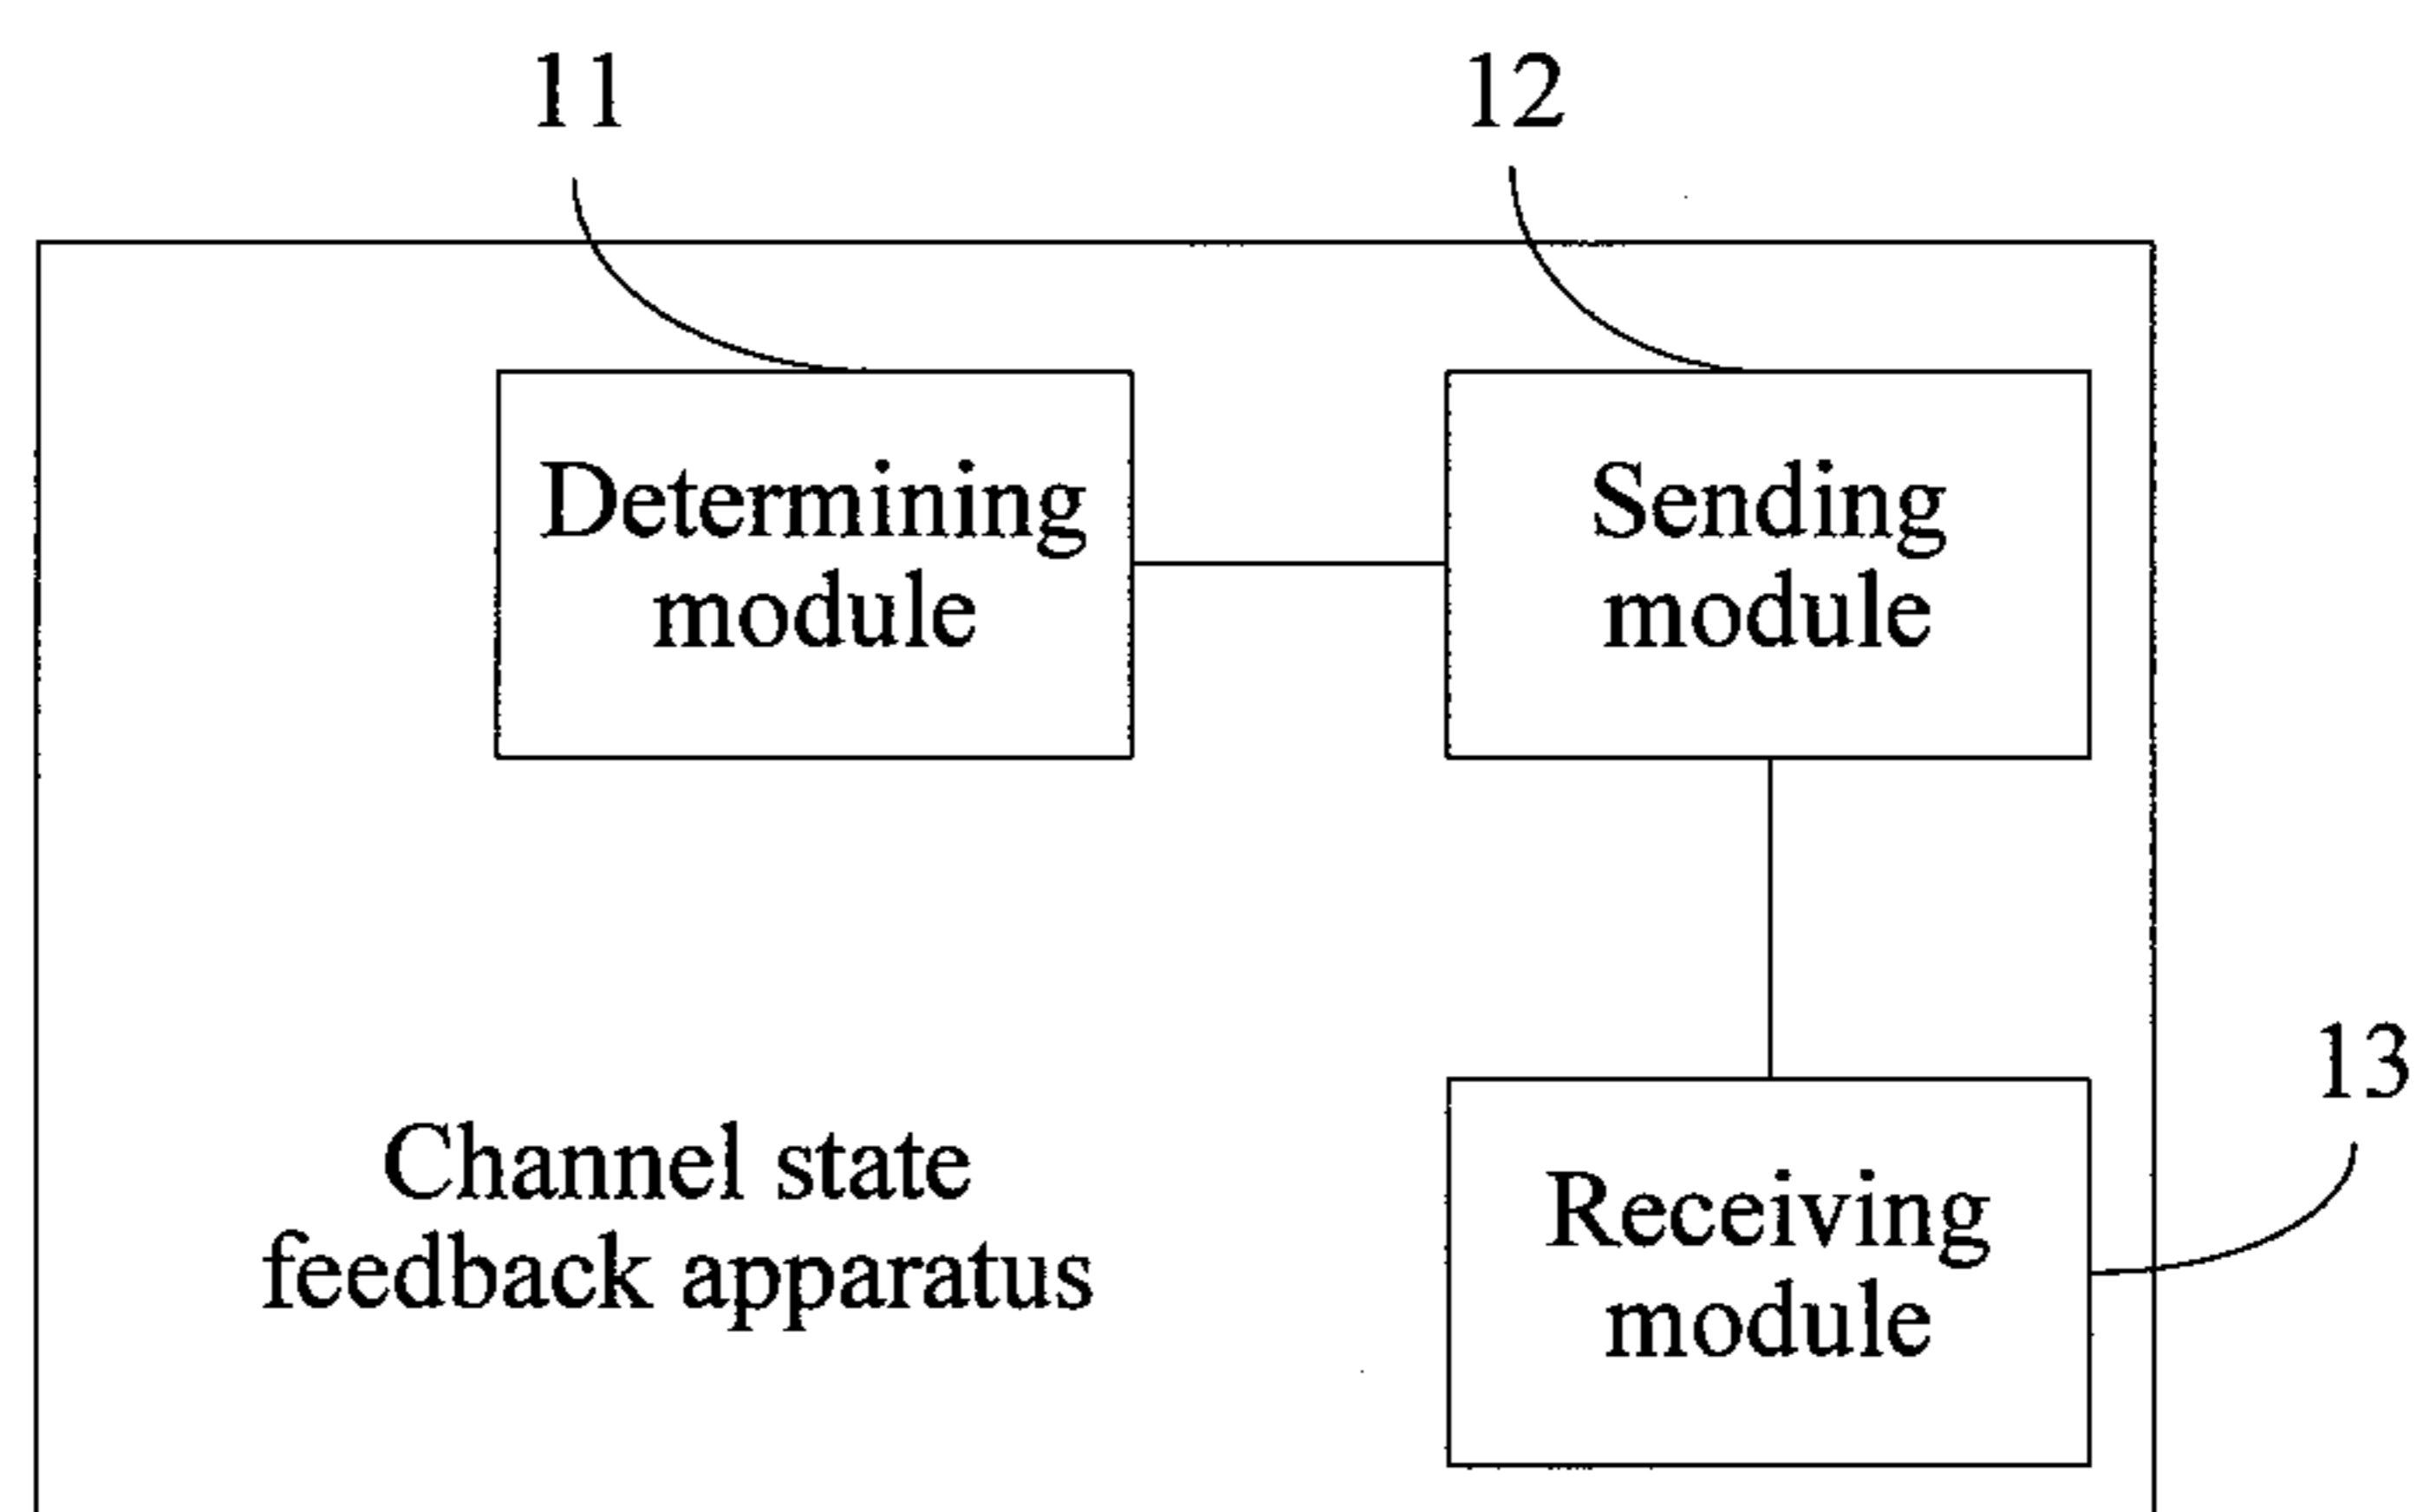 11
12
Determining
module
Sending
module
13
Channel state
feedback apparatus
Receiving
module